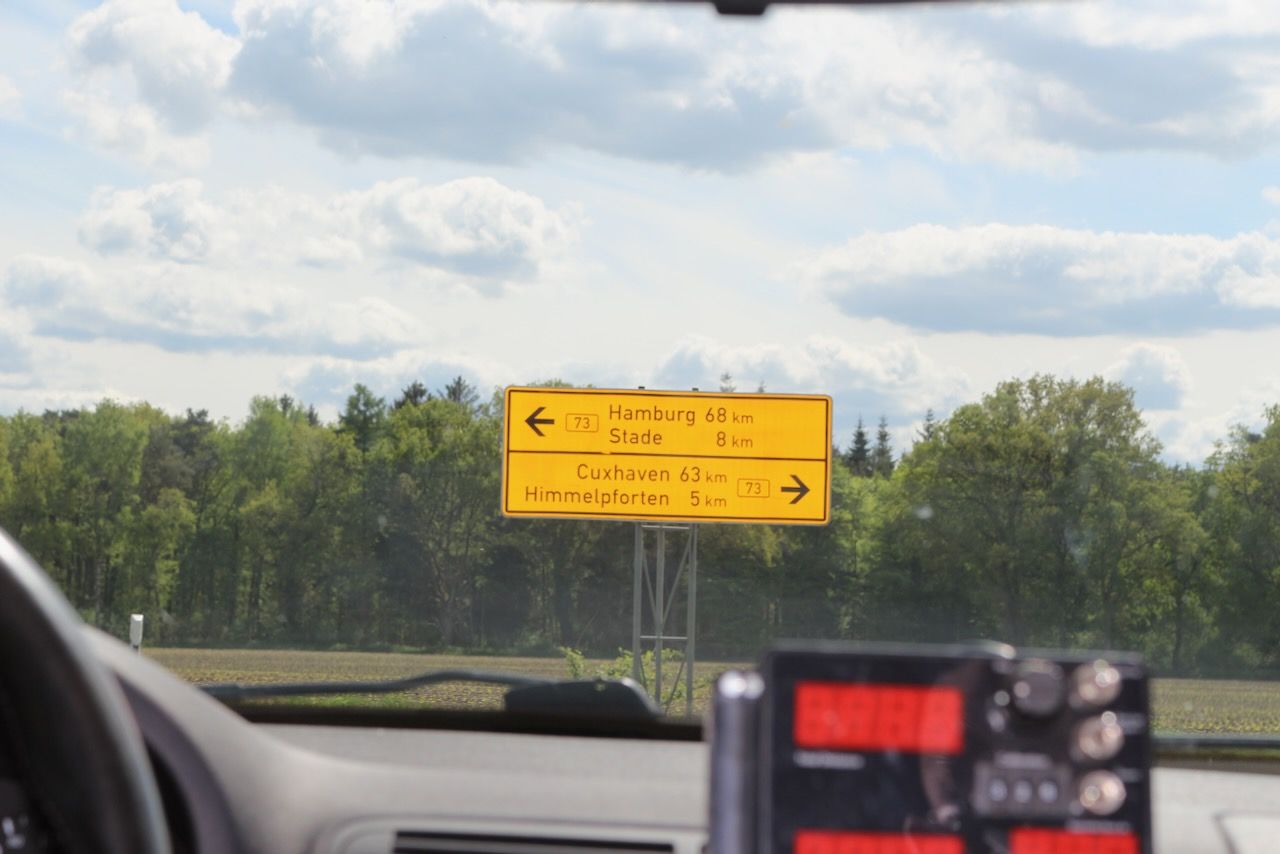 73 Hamburg 68 km
Stade 8 km
Cuxhaven 63 km 73
Himmelpforten 5 km